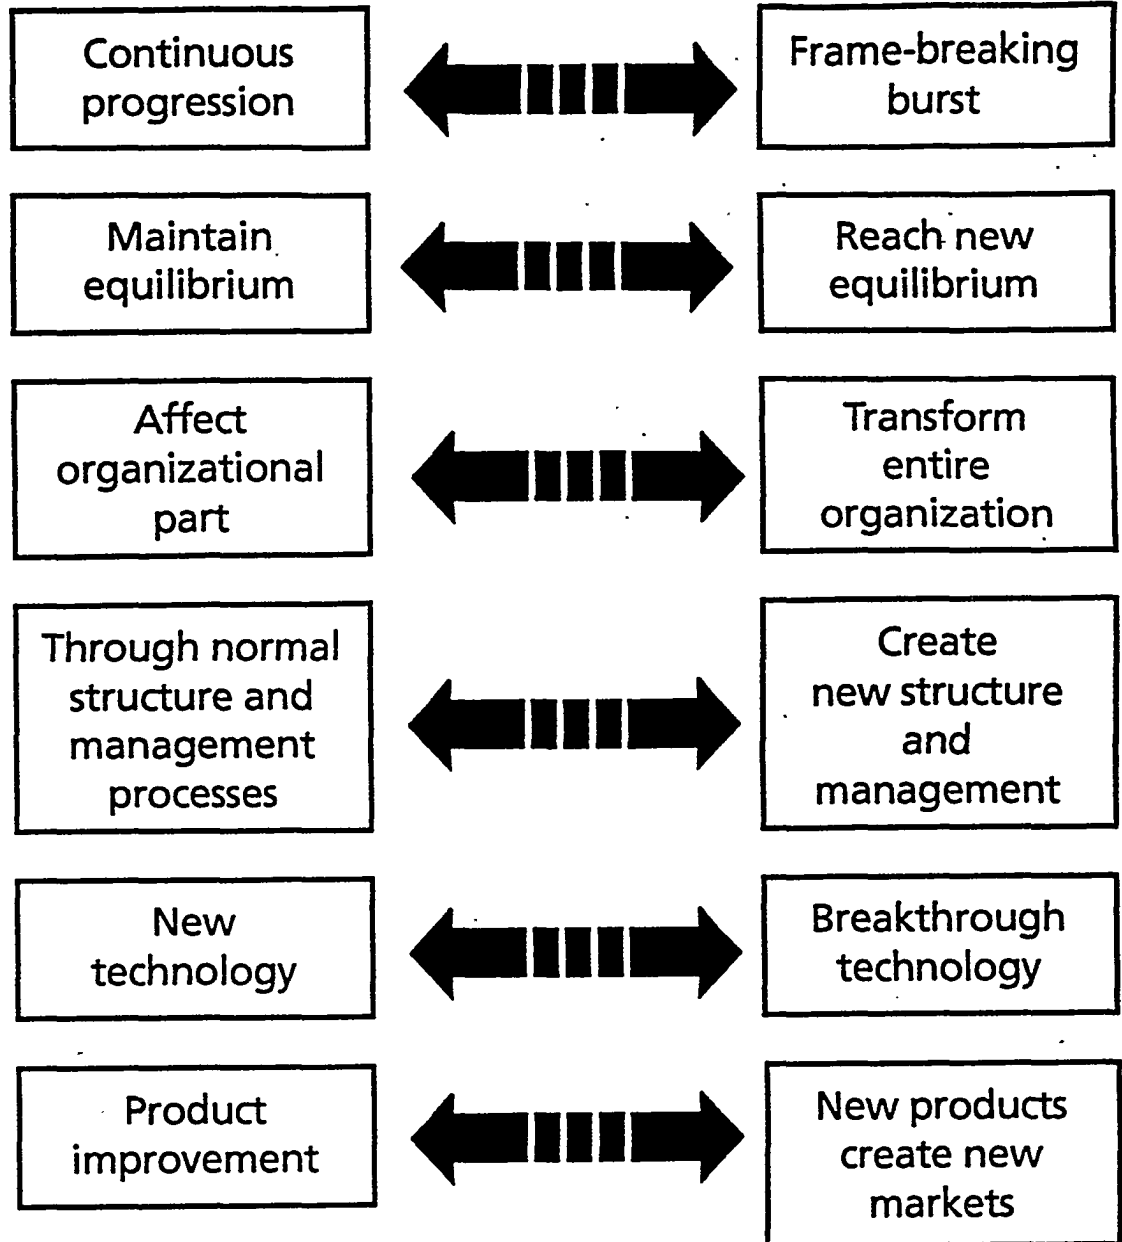 Continuous
progression
Frame-breaking
burst
Maintain
equilibrium
Reach new
equilibrium
Affect
organizational
part
Transform
entire
organization
Through normal
structure and
management
processes
Create
new structure
and
management
New
technology
Breakthrough
technology
Product
improvement
New products
create new
markets